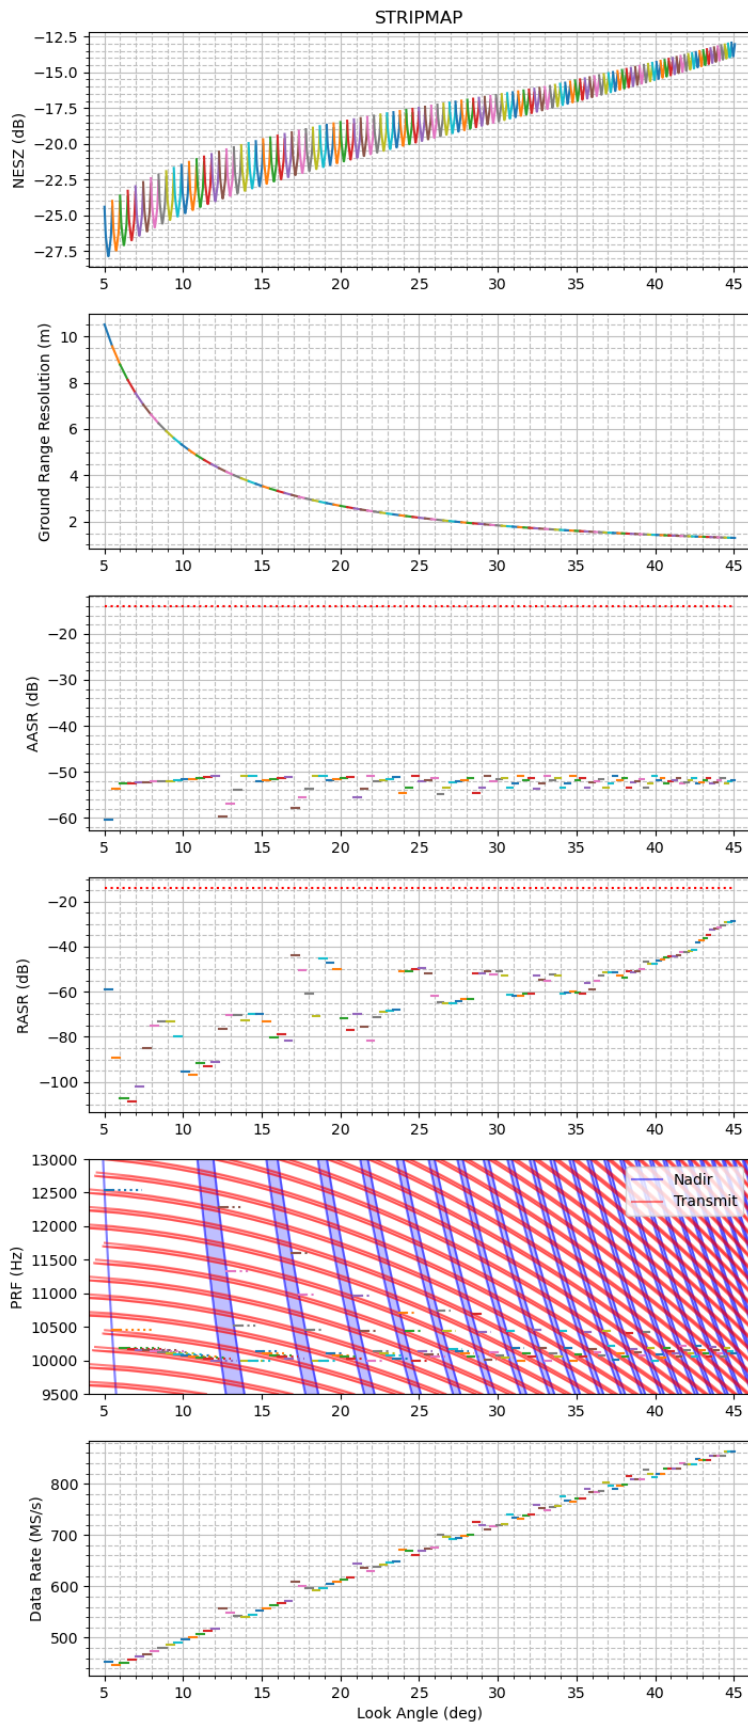 STRIPMAP
−12.5
−15.0
−17.5
−20.0
−22.5
−25.0
−27.5
NESZ (dB)
5 10 15 20 25 30 35 40 45
10
8
6
4
2
Ground Range Resolution (m)
5 10 15 20 25 30 35 40 45
−20
−30
−40
−50
−60
AASR (dB)
5 10 15 20 25 30 35 40 45
−20
−40
−60
−80
−100
RASR (dB)
5 10 15 20 25 30 35 40 45
13000
12500
12000
11500
11000
10500
10000
9500
PRF (Hz)
Nadir
Transmit
5 10 15 20 25 30 35 40 45
800
700
600
500
Data Rate (MS/s)
5 10 15 20 25 30 35 40 45
Look Angle (deg)